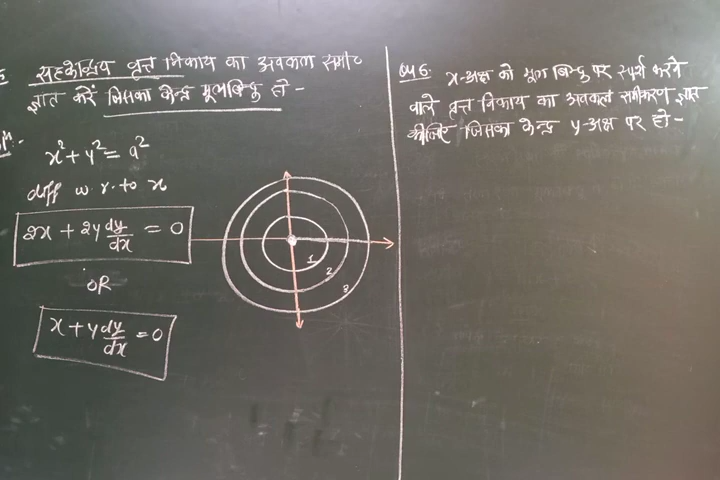 सहकेन्द्रिय वृत्त निकाय का अवकल समी०
ज्ञात करें जिसका केन्द्र मूलबिन्दु हो -
x² + y² = a²
diff w.r. to x
2x + 2y dy/dx = 0
OR
x + y dy/dx = 0
1
2
3
6. x-अक्ष को मूल बिन्दु पर स्पर्श करने
वाले वृत्त निकाय का अवकल समीकरण ज्ञात
कीजिए जिसका केन्द्र y-अक्ष पर हो -